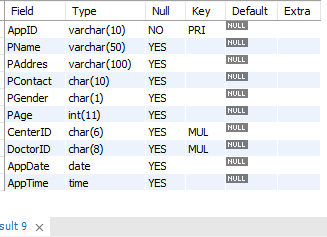 Field Type Null Key Default Extra
AppID varchar(10) NO PRI NULL
PName varchar(50) YES NULL
PAddres varchar(100) YES NULL
PContact char(10) YES NULL
PGender char(1) YES NULL
PAge int(11) YES NULL
CenterID char(6) YES MUL NULL
DoctorID char(8) YES MUL NULL
AppDate date YES NULL
AppTime time YES NULL
sult 9 ×